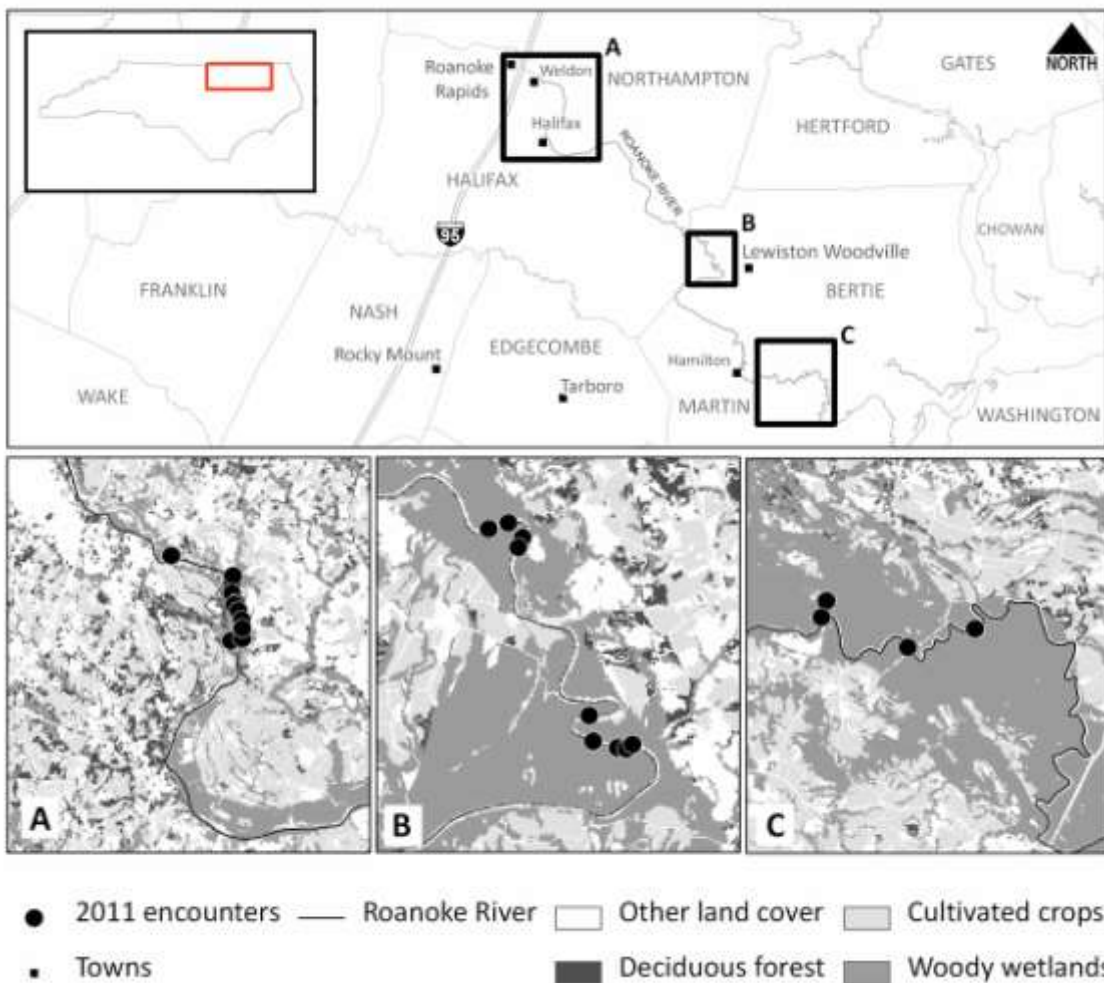 A
Roanoke
Rapids
Weldon
NORTHAMPTON
GATES
NORTH
Halifax
HERTFORD
ROANOKE RIVER
HALIFAX
95
B
Lewiston Woodville
CHOWAN
FRANKLIN
NASH
BERTIE
EDGECOMBE
C
Rocky Mount
Hamilton
WAKE
Tarboro
MARTIN
WASHINGTON
A
B
C
2011 encounters
Roanoke River
Other land cover
Cultivated crops
Towns
Deciduous forest
Woody wetlands